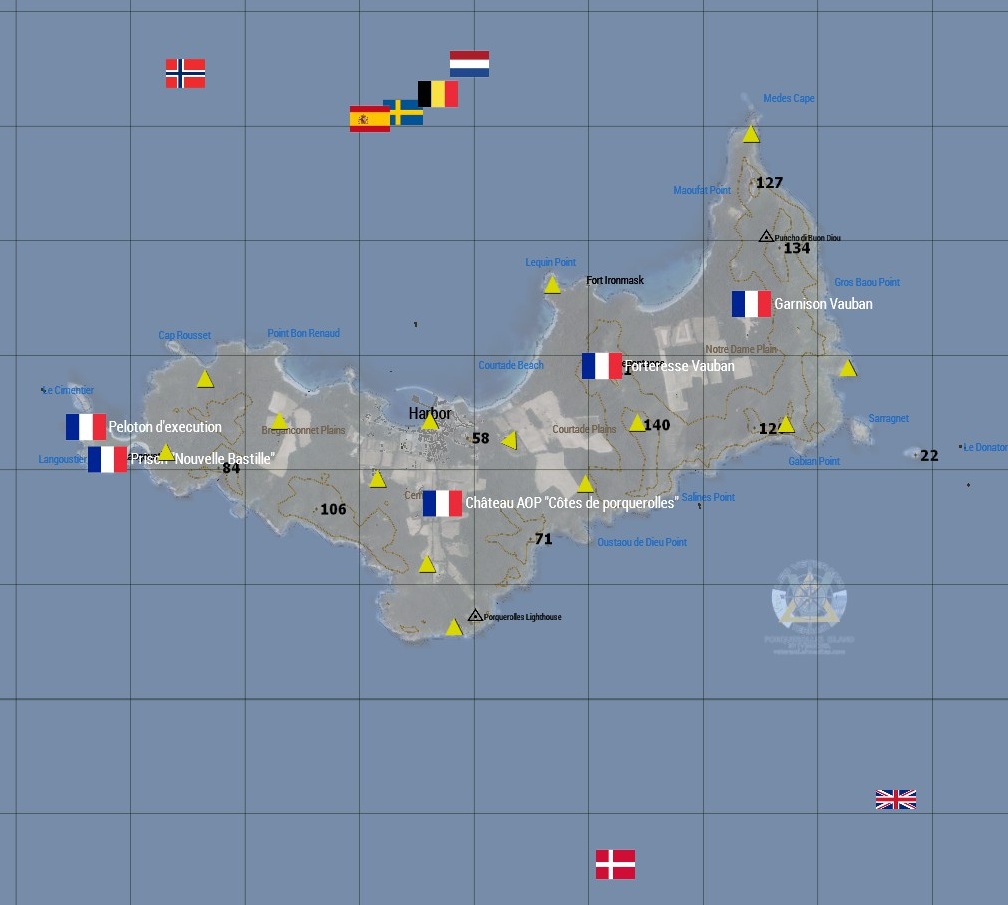 Medes Cape
127
Maoufat Point
Puncho di Buon Diou
134
Lequin Point
Fort Ironmask
Gros Baou Point
Garnison Vauban
Cap Rousset
Point Bon Renaud
Notre Dame Plain
Courtade Beach
Forteresse Vauban
Le Cimentier
Harbor
Sarragnet
Peloton d'execution
Breganconnet Plains
Courtade Plains
140
58
22
Le Donator
Langoustier
Prison "Nouvelle Bastille"
Gabian Point
84
Château AOP "Côtes de porquerolles"
Salines Point
106
71
Oustaou de Dieu Point
Porquerolles Lighthouse